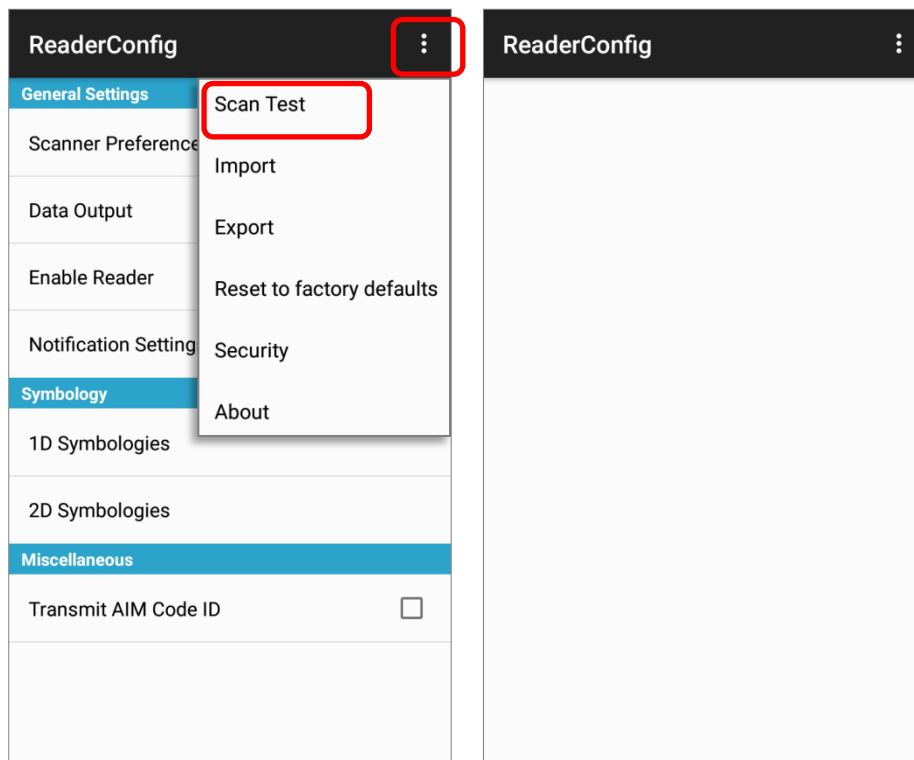 ReaderConfig
General Settings
Scanner Preference
Data Output
Enable Reader
Notification Setting
Symbology
1D Symbologies
2D Symbologies
Miscellaneous
Transmit AIM Code ID
Scan Test
Import
Export
Reset to factory defaults
Security
About
ReaderConfig